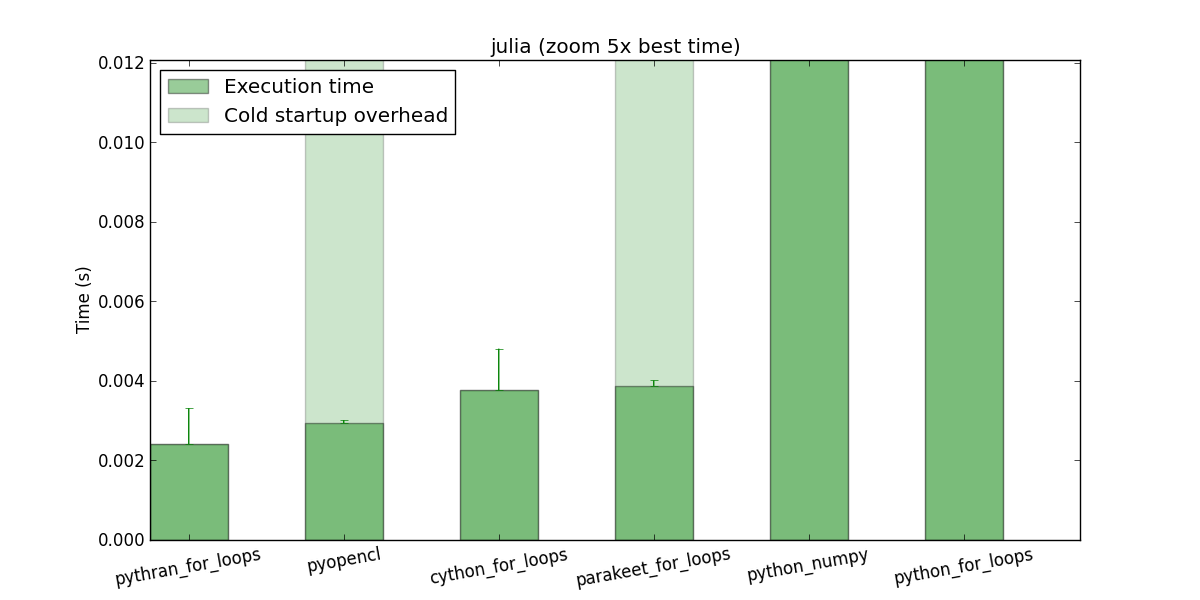 julia (zoom 5x best time)
Execution time
Cold startup overhead
Time (s)
0.012
0.010
0.008
0.006
0.004
0.002
0.000
pythran_for_loops
pyopencl
cython_for_loops
parakeet_for_loops
python_numpy
python_for_loops